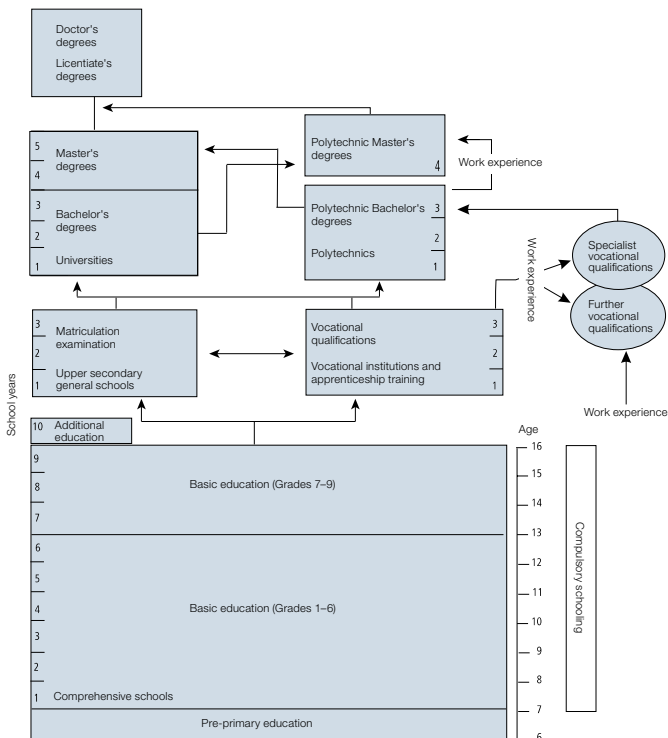 Doctor's
degrees
Licentiate's
degrees
5
4
Master's
degrees
3
2
1
Bachelor's
degrees
Universities
Polytechnic Master's
degrees
4
Work experience
Polytechnic Bachelor's
degrees
3
2
1
Polytechnics
Work experience
Specialist
vocational
qualifications
Further
vocational
qualifications
Work experience
3
2
1
Matriculation
examination
Upper secondary
general schools
Vocational
qualifications
Vocational institutions and
apprenticeship training
3
2
1
School years
10 Additional
education
9
8
7
Basic education (Grades 7–9)
6
5
4
3
2
1
Basic education (Grades 1–6)
Comprehensive schools
Pre-primary education
Age
16
15
14
13
12
11
10
9
8
7
6
Compulsory schooling